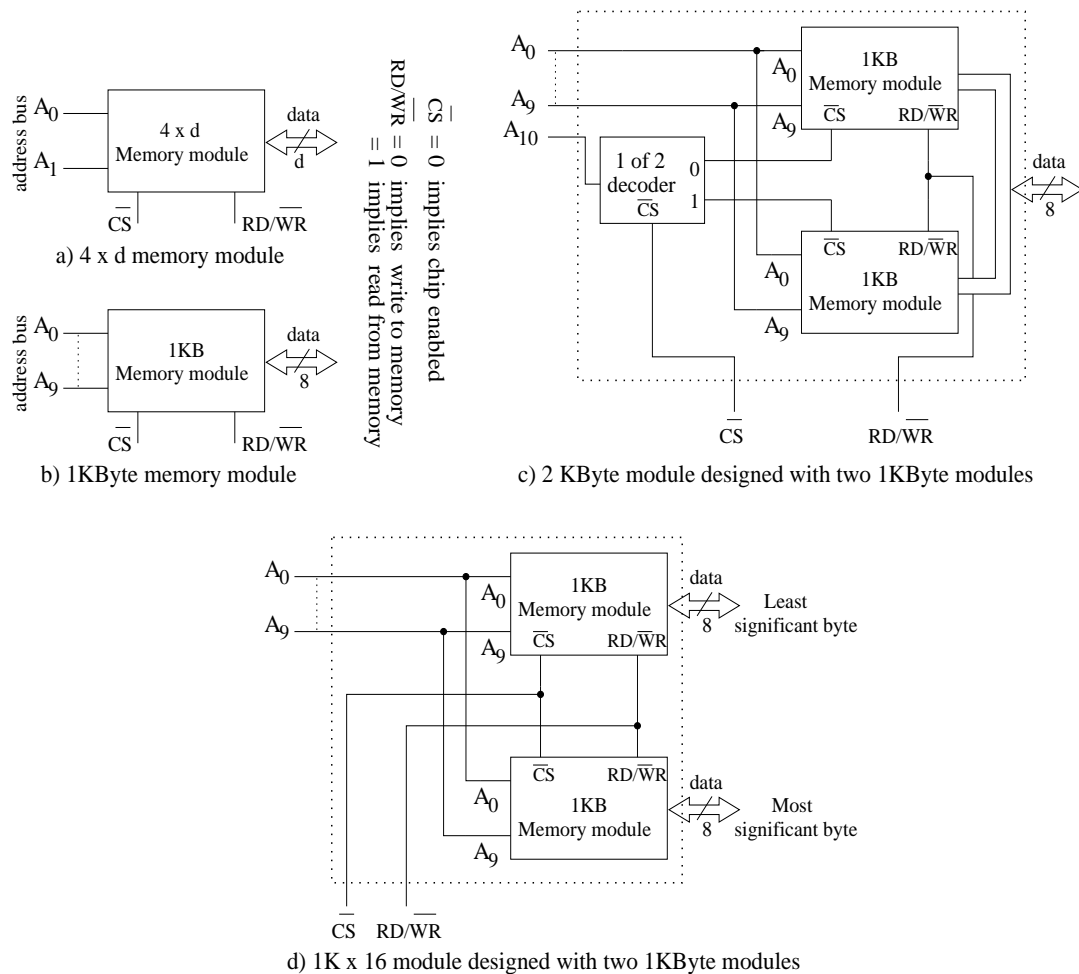 address bus
A0
A1
4 x d
Memory module
data
d
CS
RD/WR
a) 4 x d memory module
address bus
A0
A9
1KB
Memory module
data
8
CS
RD/WR
b) 1KByte memory module
CS = 0 implies chip enabled
RD/WR = 0 implies write to memory
= 1 implies read from memory
A0
A9
A10
1 of 2
decoder
CS
0
1
A0
A9
1KB
Memory module
CS
RD/WR
CS
RD/WR
A0
A9
1KB
Memory module
data
8
CS
RD/WR
c) 2 KByte module designed with two 1KByte modules
A0
A9
A0
A9
1KB
Memory module
CS
RD/WR
data
8
Least
significant byte
CS
RD/WR
A0
A9
1KB
Memory module
data
8
Most
significant byte
CS
RD/WR
d) 1K x 16 module designed with two 1KByte modules